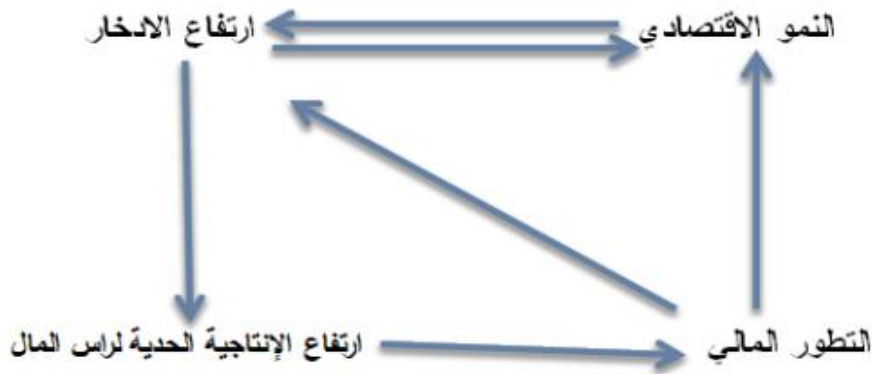 النمو الاقتصادي
ارتفاع الادخار
التطور المالي
ارتفاع الإنتاجية الحدية لراس المال